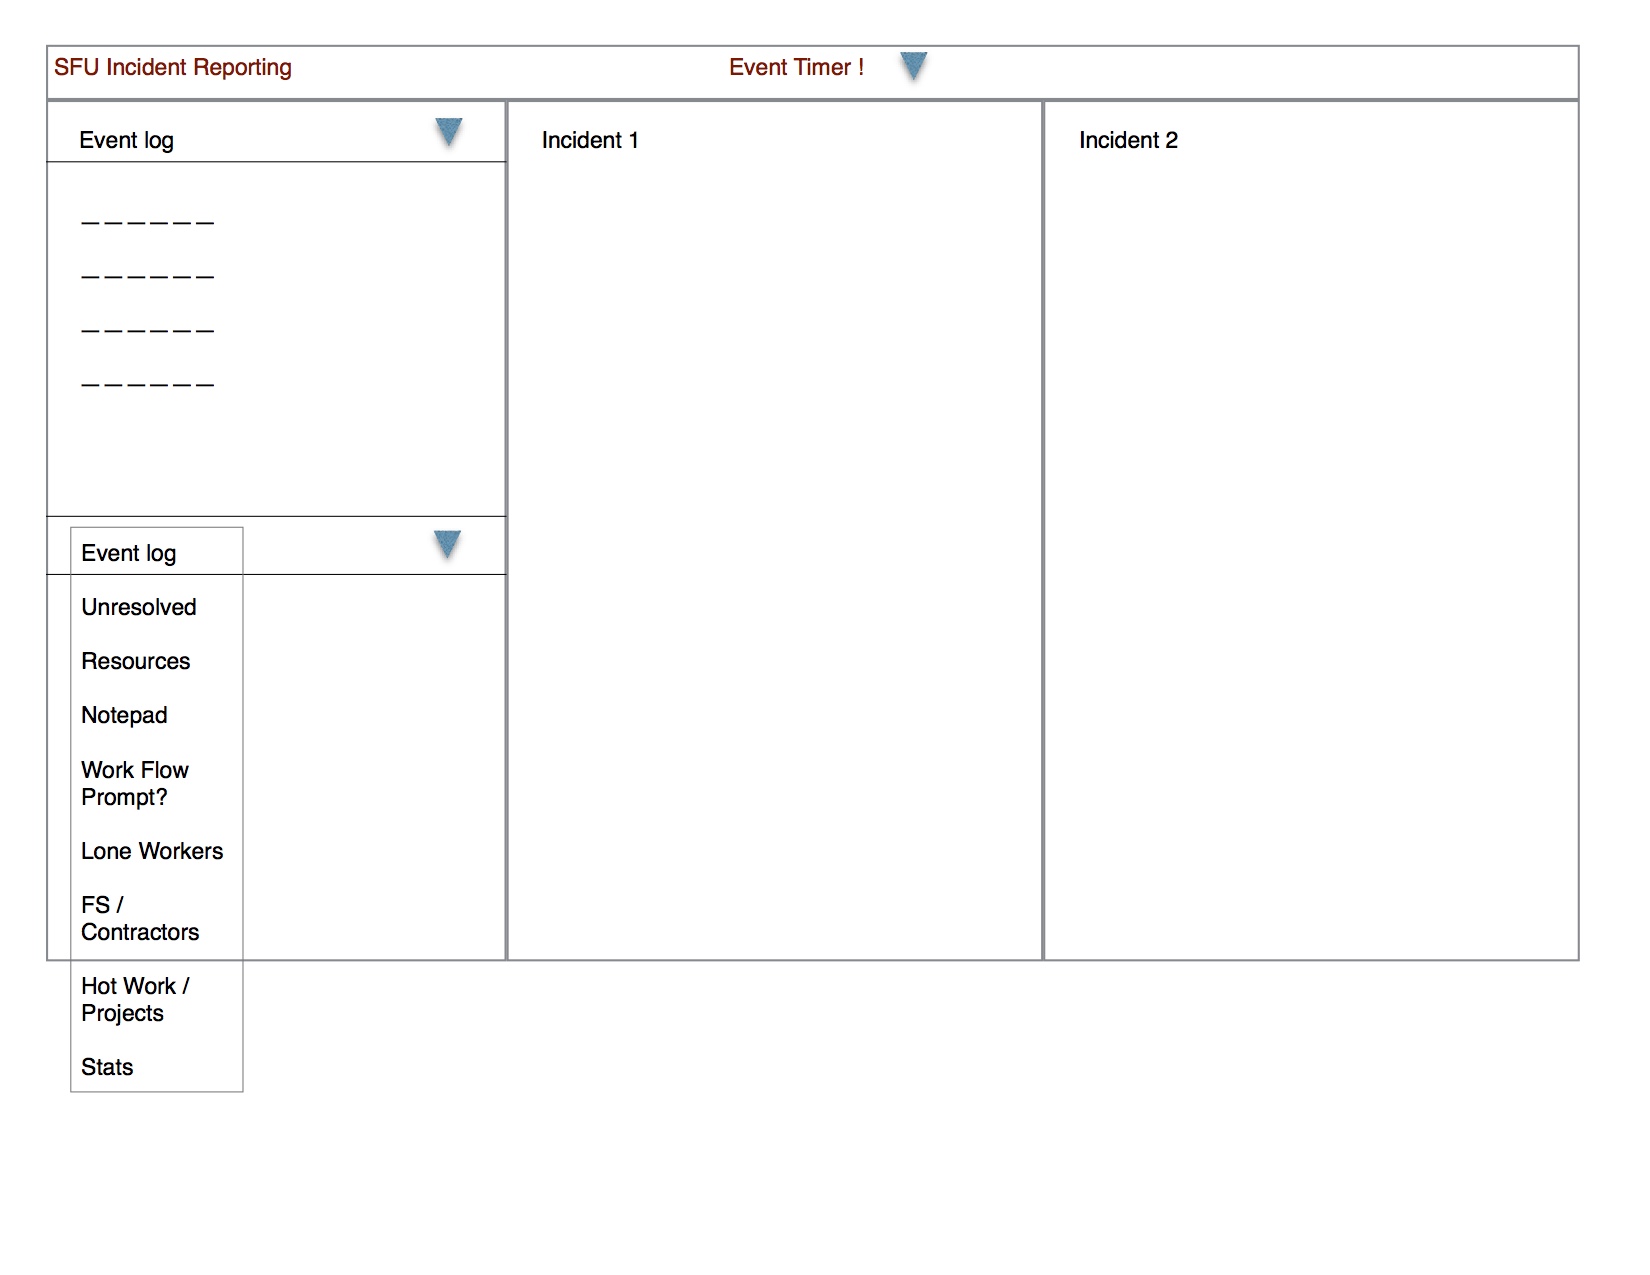 SFU Incident Reporting
Event Timer !
Event log
Incident 1
Incident 2
_ _ _ _ _ _
_ _ _ _ _ _
_ _ _ _ _ _
_ _ _ _ _ _
Event log
Unresolved
Resources
Notepad
Work Flow
Prompt?
Lone Workers
FS /
Contractors
Hot Work /
Projects
Stats